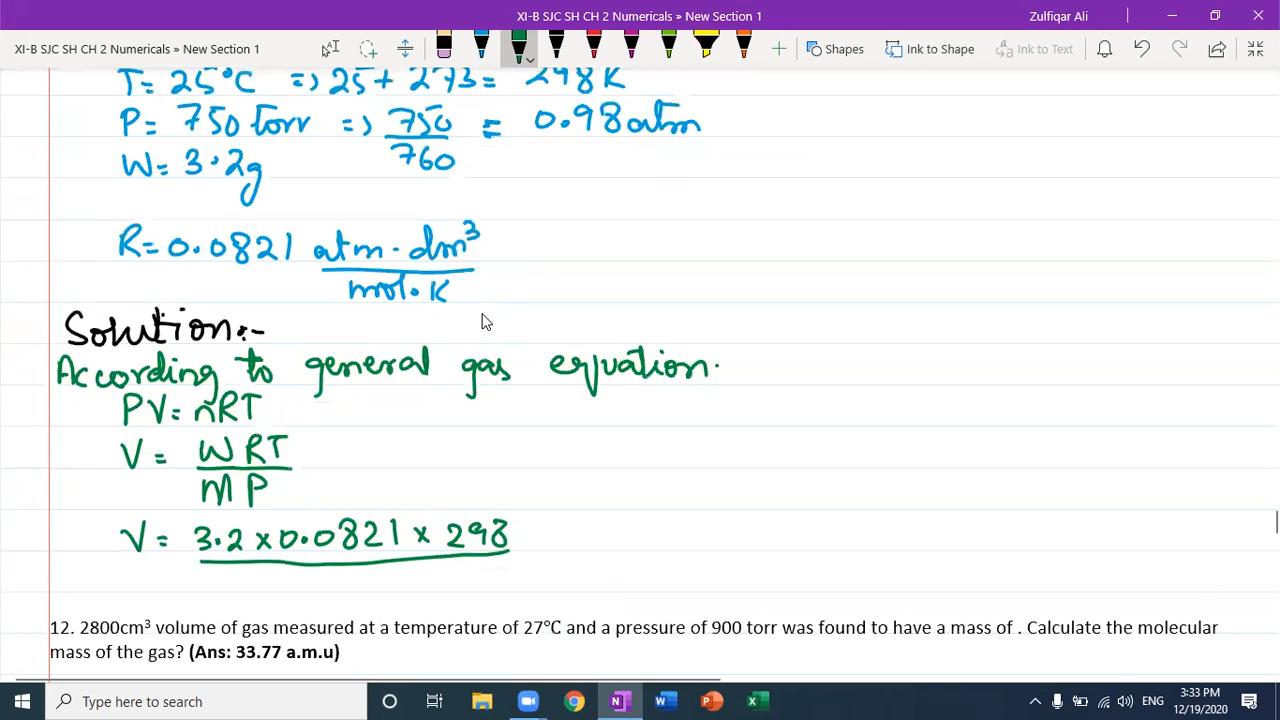 XI-B SJC SH CH 2 Numericals » New Section 1
Zulfiqar Ali
XI-B SJC SH CH 2 Numericals » New Section 1
Shapes
Ink to Shape
Ink to Text
T= 25°C => 25+ 273= 298K
P= 750 torr => 750/760 = 0.98 atm
W= 3.2g
R= 0.0821 atm·dm³/mol·K
Solution:-
According to general gas equation.
PV= nRT
V= WRT
MP
V= 3.2 x 0.0821 x 298
12. 2800cm³ volume of gas measured at a temperature of 27°C and a pressure of 900 torr was found to have a mass of . Calculate the molecular
mass of the gas? (Ans: 33.77 a.m.u)
Type here to search
ENG
3:33 PM
12/19/2020